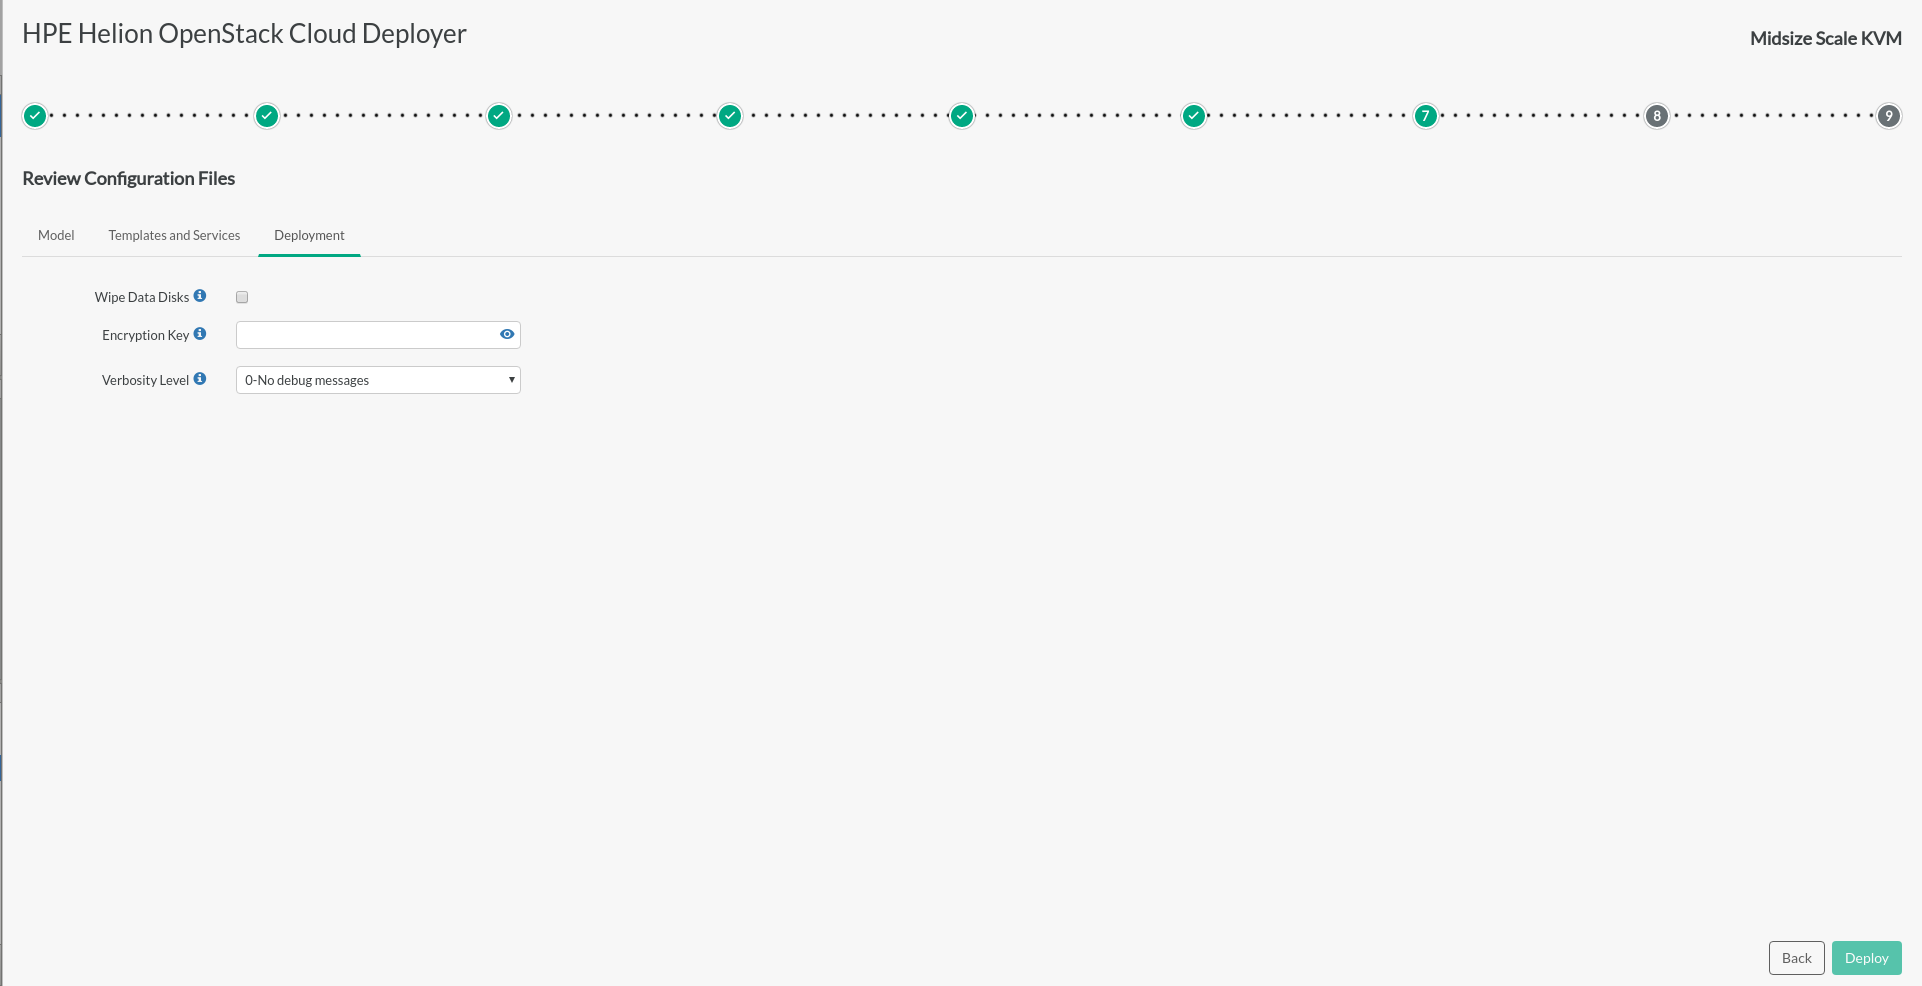 HPE Helion OpenStack Cloud Deployer
Midsize Scale KVM
7 8 9
Review Configuration Files
Model Templates and Services Deployment
Wipe Data Disks
Encryption Key
Verbosity Level 0-No debug messages
Back Deploy